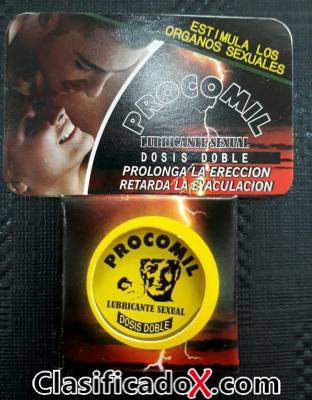 ESTIMULA LOS
ORGANOS SEXUALES
PROCOMIL
LUBRICANTE SEXUAL
DOSIS DOBLE
PROLONGA LA ERECCION
RETARDA LA EYACULACION
PROCOMIL
LUBRICANTE SEXUAL
DOSIS DOBLE
ClasificadoX.com